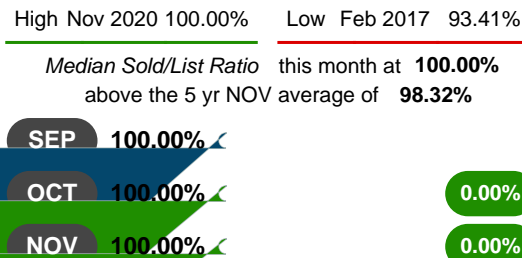 High Nov 2020 100.00% Low Feb 2017 93.41%
Median Sold/List Ratio this month at 100.00%
above the 5 yr NOV average of 98.32%
SEP 100.00%
OCT 100.00% 0.00%
NOV 100.00% 0.00%